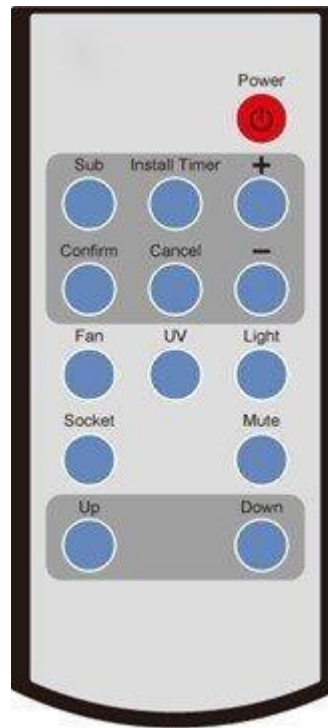 Power
Sub Install Timer +
Confirm Cancel −
Fan UV Light
Socket Mute
Up Down